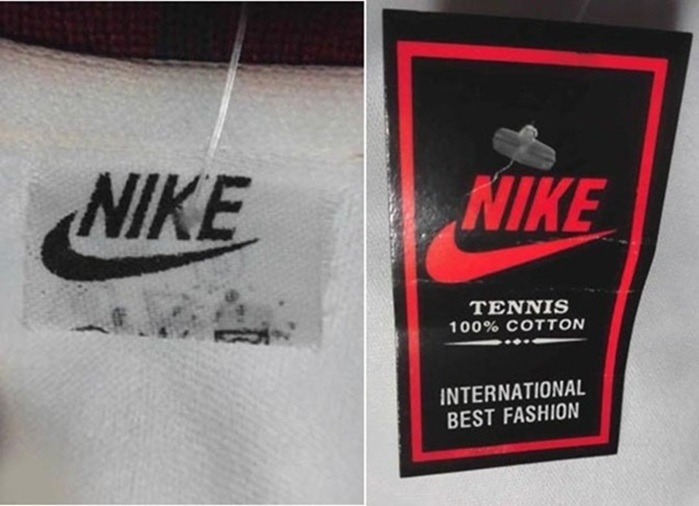 NIKE
NIKE
TENNIS
100% COTTON
INTERNATIONAL
BEST FASHION